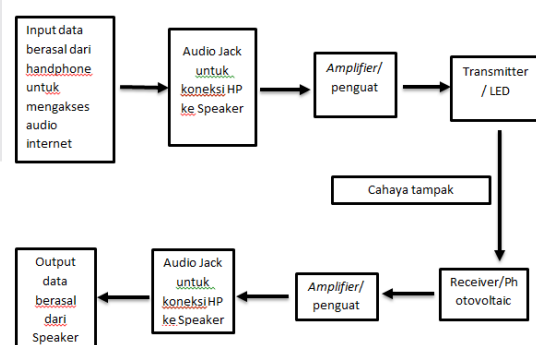 Input data
berasal dari
handphone
untuk
mengakses
audio
internet
Audio Jack
untuk
koneksi HP
ke Speaker
Amplifier/
penguat
Transmitter
/ LED
Cahaya tampak
Receiver/Ph
otovoltaic
Amplifier/
penguat
Audio Jack
untuk
koneksi HP
ke Speaker
Output
data
berasal
dari
Speaker